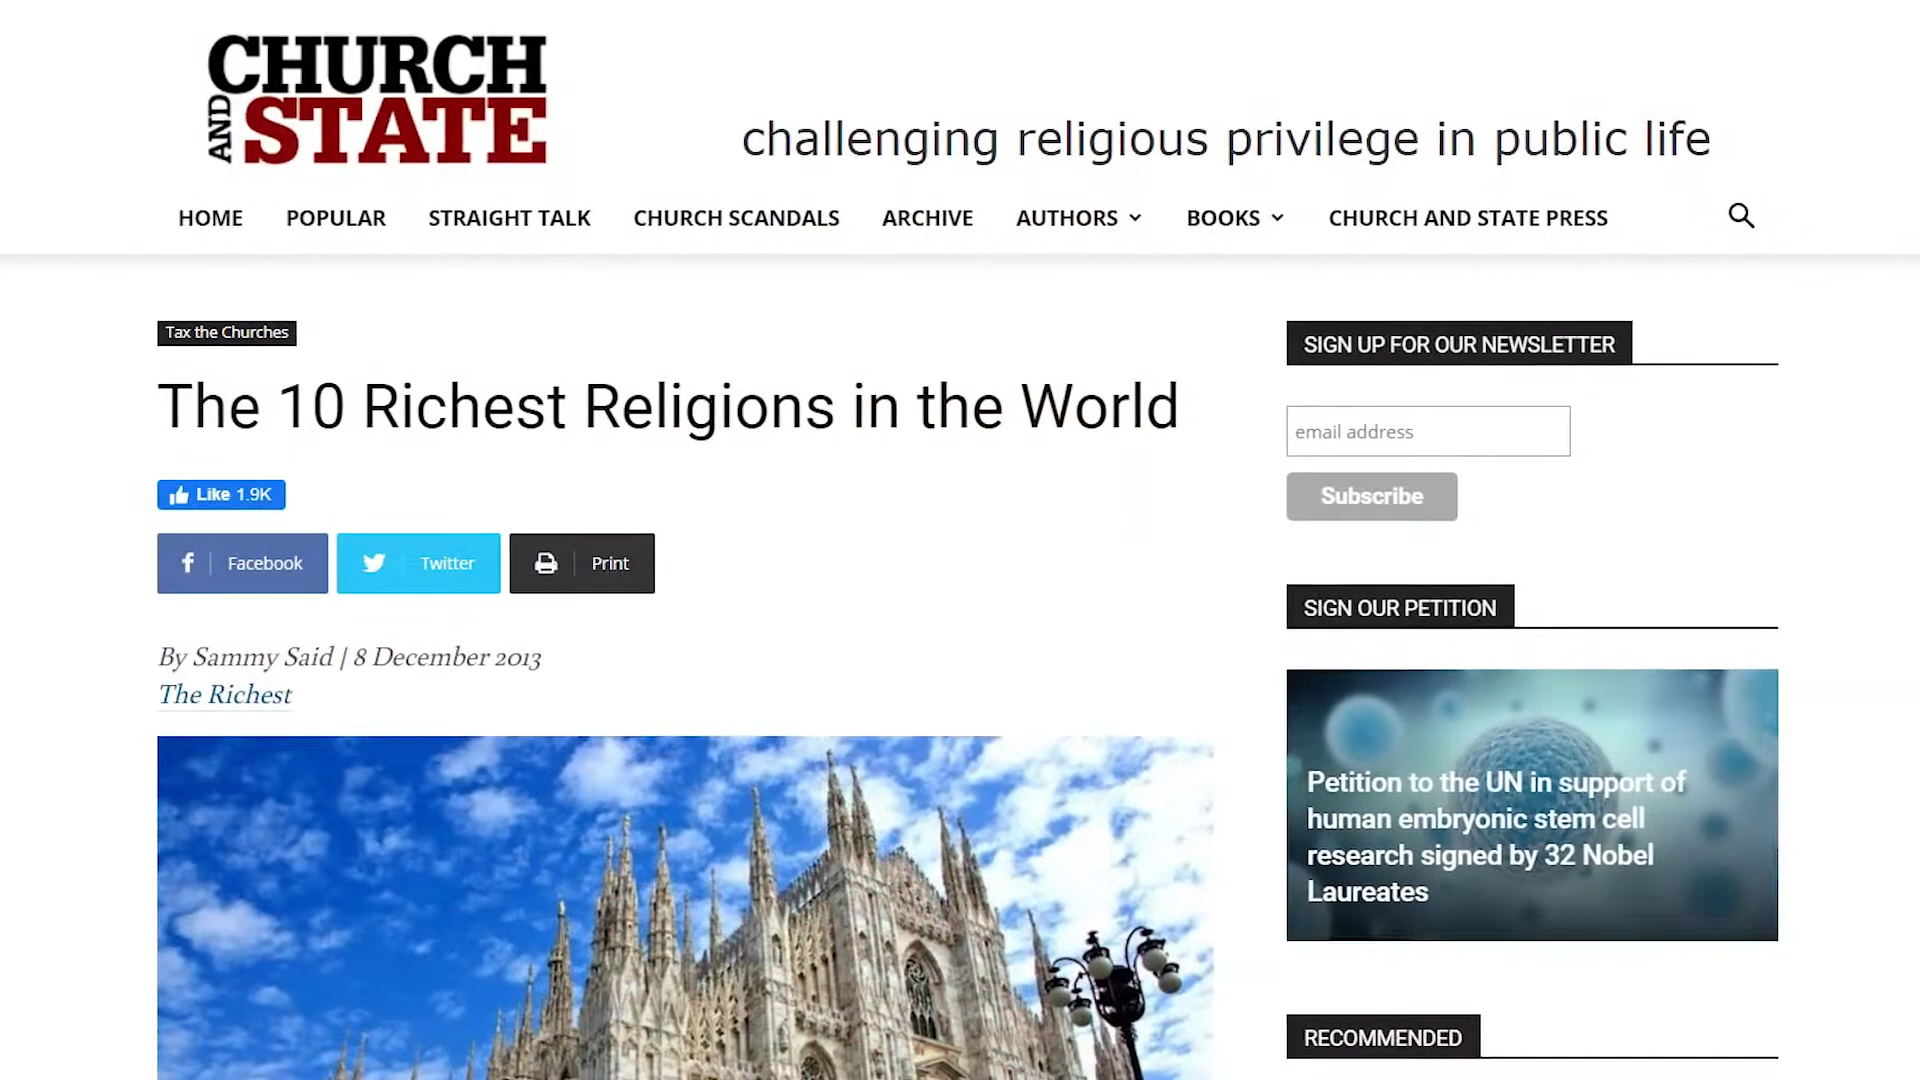 CHURCH
AND STATE
challenging religious privilege in public life
HOME POPULAR STRAIGHT TALK CHURCH SCANDALS ARCHIVE AUTHORS BOOKS CHURCH AND STATE PRESS
Tax the Churches
The 10 Richest Religions in the World
Like 1.9K
Facebook Twitter Print
By Sammy Said | 8 December 2013
The Richest
SIGN UP FOR OUR NEWSLETTER
email address
Subscribe
SIGN OUR PETITION
Petition to the UN in support of
human embryonic stem cell
research signed by 32 Nobel
Laureates
RECOMMENDED